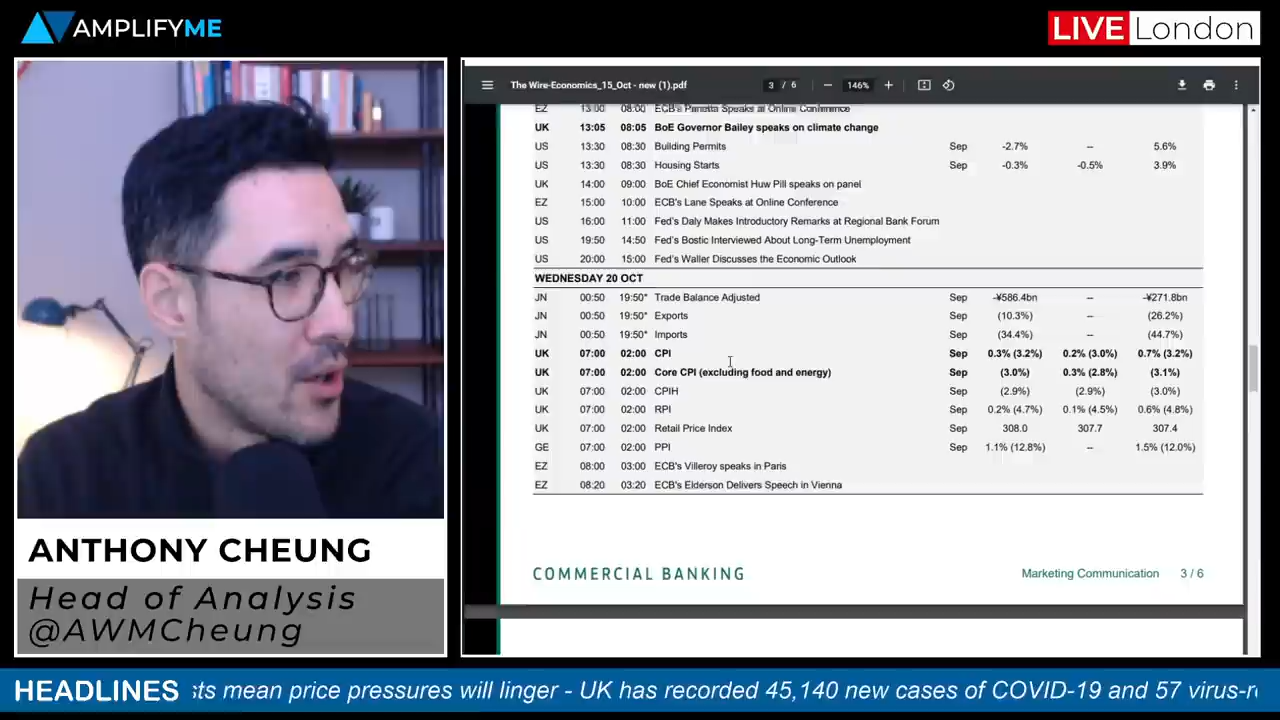 AMPLIFYME
LIVE London
The Wire-Economics_15_Oct - new (1).pdf 3 / 6 146%
EZ 13:00 08:00 ECB's Panetta Speaks at Online Conference
UK 13:05 08:05 BoE Governor Bailey speaks on climate change
US 13:30 08:30 Building Permits Sep -2.7% -- 5.6%
US 13:30 08:30 Housing Starts Sep -0.3% -0.5% 3.9%
UK 14:00 09:00 BoE Chief Economist Huw Pill speaks on panel
EZ 15:00 10:00 ECB's Lane Speaks at Online Conference
US 16:00 11:00 Fed's Daly Makes Introductory Remarks at Regional Bank Forum
US 19:50 14:50 Fed's Bostic Interviewed About Long-Term Unemployment
US 20:00 15:00 Fed's Waller Discusses the Economic Outlook
WEDNESDAY 20 OCT
JN 00:50 19:50* Trade Balance Adjusted Sep -¥586.4bn -- -¥271.8bn
JN 00:50 19:50* Exports Sep (10.3%) -- (26.2%)
JN 00:50 19:50* Imports Sep (34.4%) -- (44.7%)
UK 07:00 02:00 CPI Sep 0.3% (3.2%) 0.2% (3.0%) 0.7% (3.2%)
UK 07:00 02:00 Core CPI (excluding food and energy) Sep (3.0%) 0.3% (2.8%) (3.1%)
UK 07:00 02:00 CPIH Sep (2.9%) (2.9%) (3.0%)
UK 07:00 02:00 RPI Sep 0.2% (4.7%) 0.1% (4.5%) 0.6% (4.8%)
UK 07:00 02:00 Retail Price Index Sep 308.0 307.7 307.4
GE 07:00 02:00 PPI Sep 1.1% (12.8%) -- 1.5% (12.0%)
EZ 08:00 03:00 ECB's Villeroy speaks in Paris
EZ 08:20 03:20 ECB's Elderson Delivers Speech in Vienna
COMMERCIAL BANKING Marketing Communication 3 / 6
ANTHONY CHEUNG
Head of Analysis
@AWMCheung
HEADLINES sts mean price pressures will linger - UK has recorded 45,140 new cases of COVID-19 and 57 virus-r